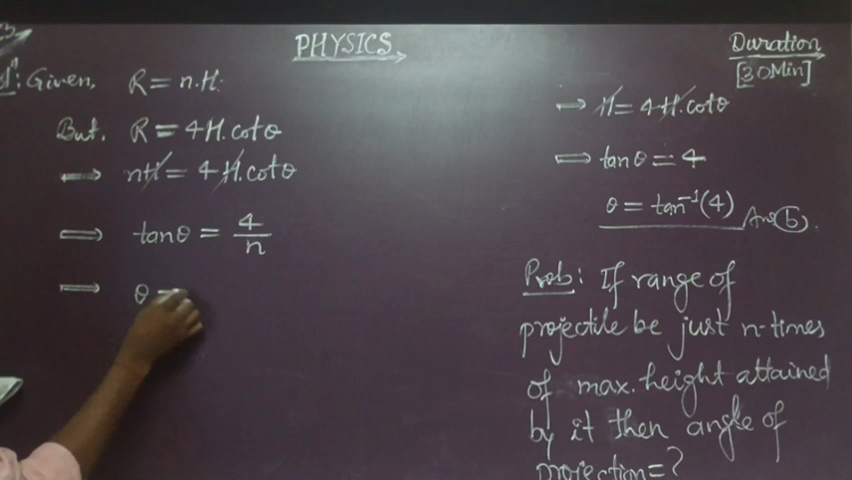 PHYSICS
Duration
[30Min]
Given, R = n.H.
But, R = 4H.cotθ
⇒ nH = 4H.cotθ
⇒ tanθ = 4/n
⇒ θ =
⇒ H = 4H.cotθ
⇒ tanθ = 4
θ = tan⁻¹(4) Ans (b).
Prob: If range of
projectile be just n-times
of max. height attained
by it then angle of
projection=?